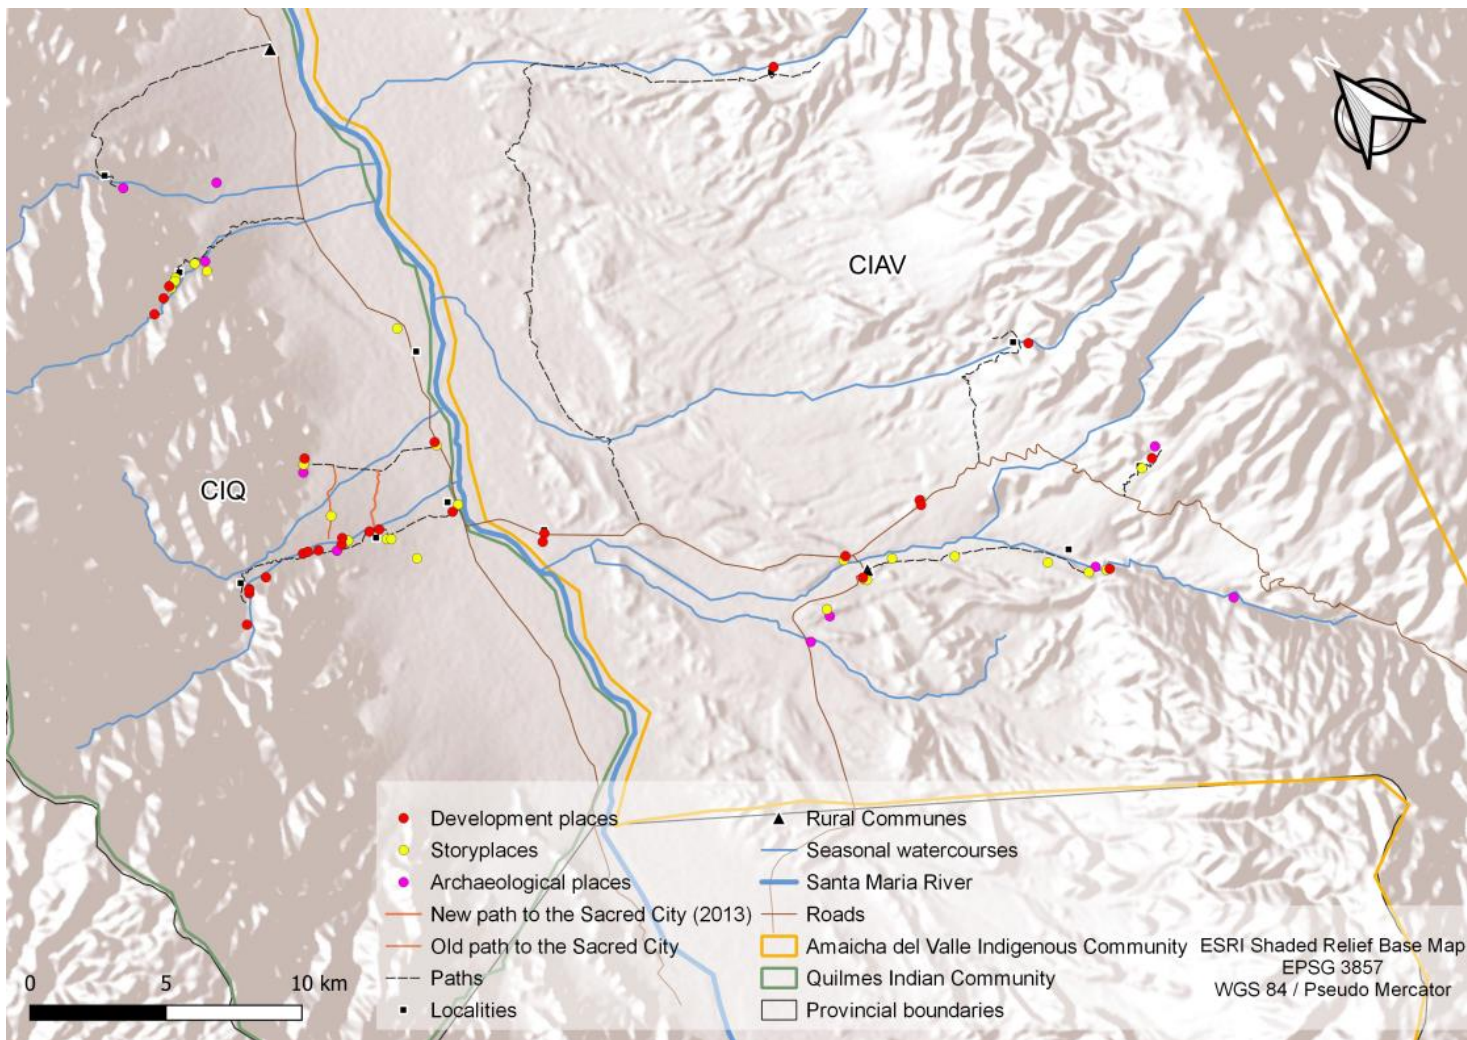 N
CIAV
CIQ
Development places
Storyplaces
Archaeological places
New path to the Sacred City (2013)
Old path to the Sacred City
Paths
Localities
Rural Communes
Seasonal watercourses
Santa Maria River
Roads
Amaicha del Valle Indigenous Community
Quilmes Indian Community
Provincial boundaries
ESRI Shaded Relief Base Map
EPSG 3857
WGS 84 / Pseudo Mercator
0 5 10 km